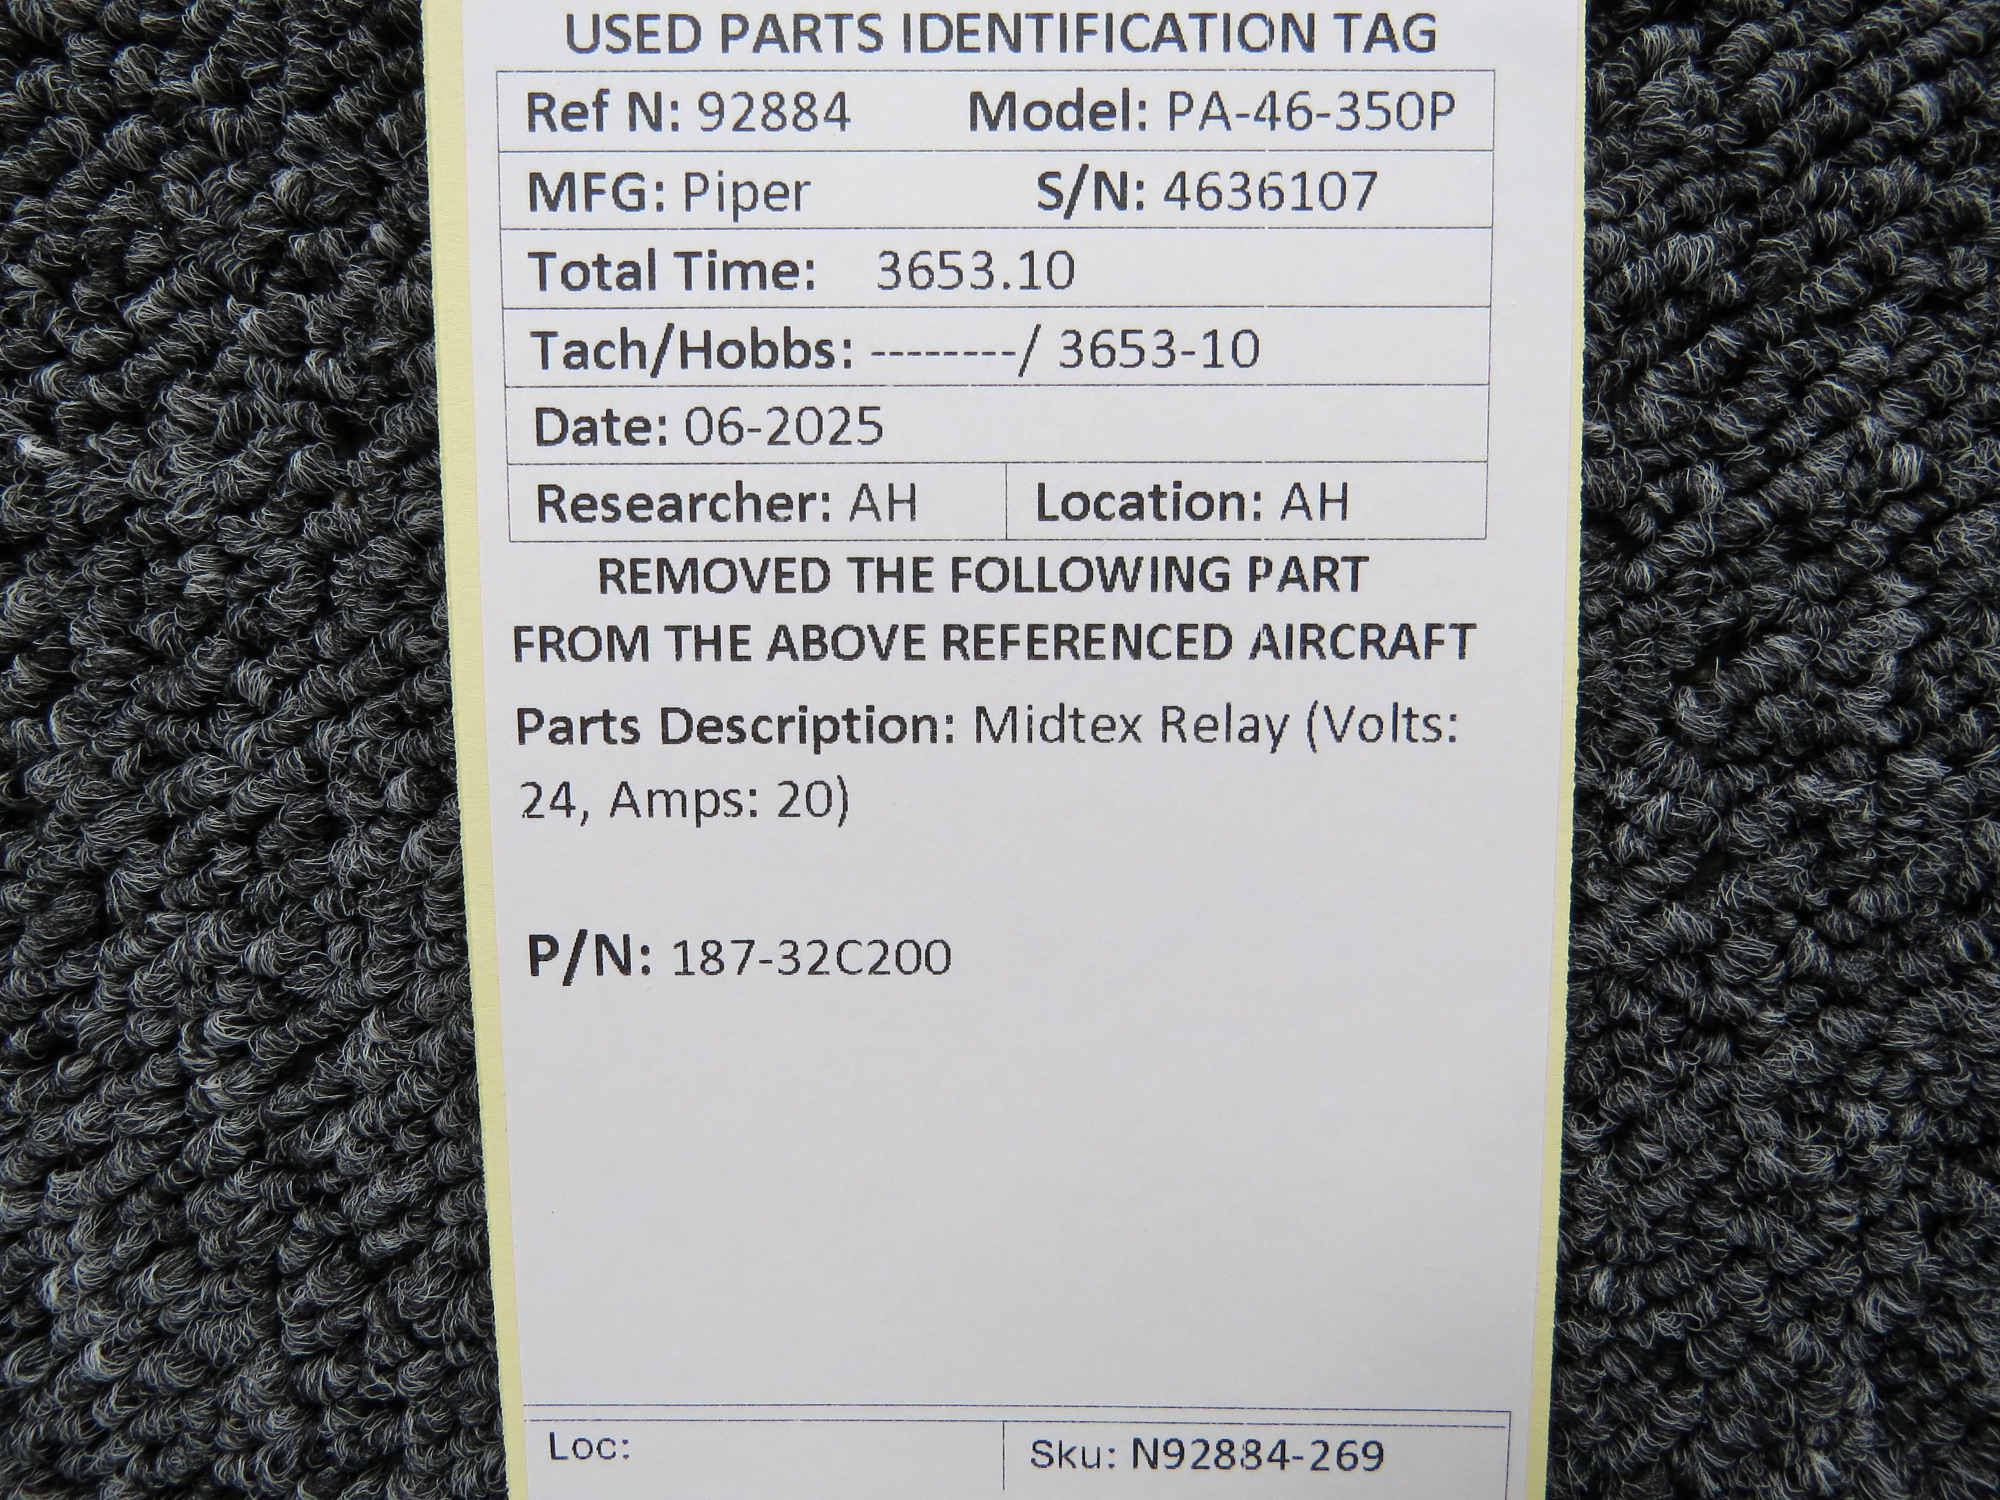 USED PARTS IDENTIFICATION TAG
Ref N: 92884 Model: PA-46-350P
MFG: Piper S/N: 4636107
Total Time: 3653.10
Tach/Hobbs: --------/ 3653-10
Date: 06-2025
Researcher: AH Location: AH
REMOVED THE FOLLOWING PART
FROM THE ABOVE REFERENCED AIRCRAFT
Parts Description: Midtex Relay (Volts:
24, Amps: 20)
P/N: 187-32C200
Loc: Sku: N92884-269